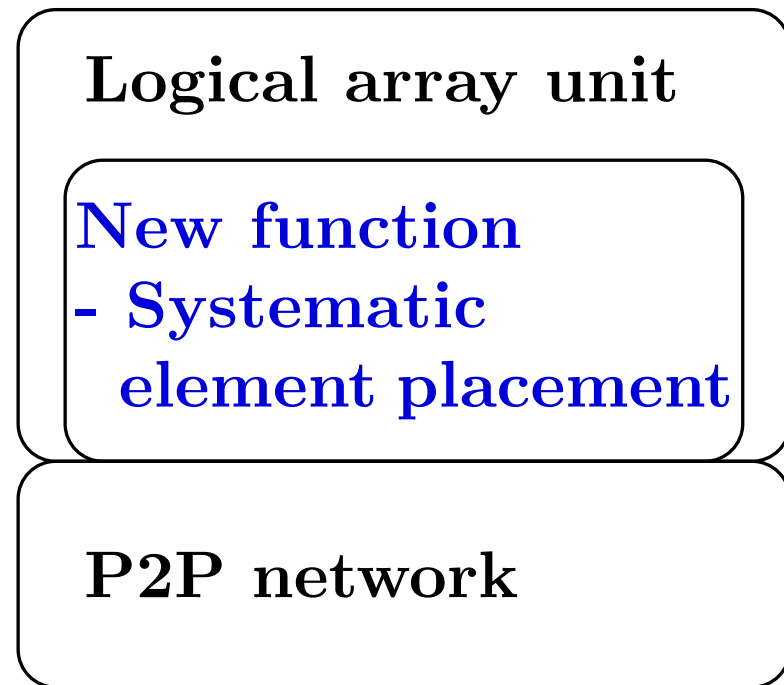 Logical array unit
New function
- Systematic
element placement
P2P network